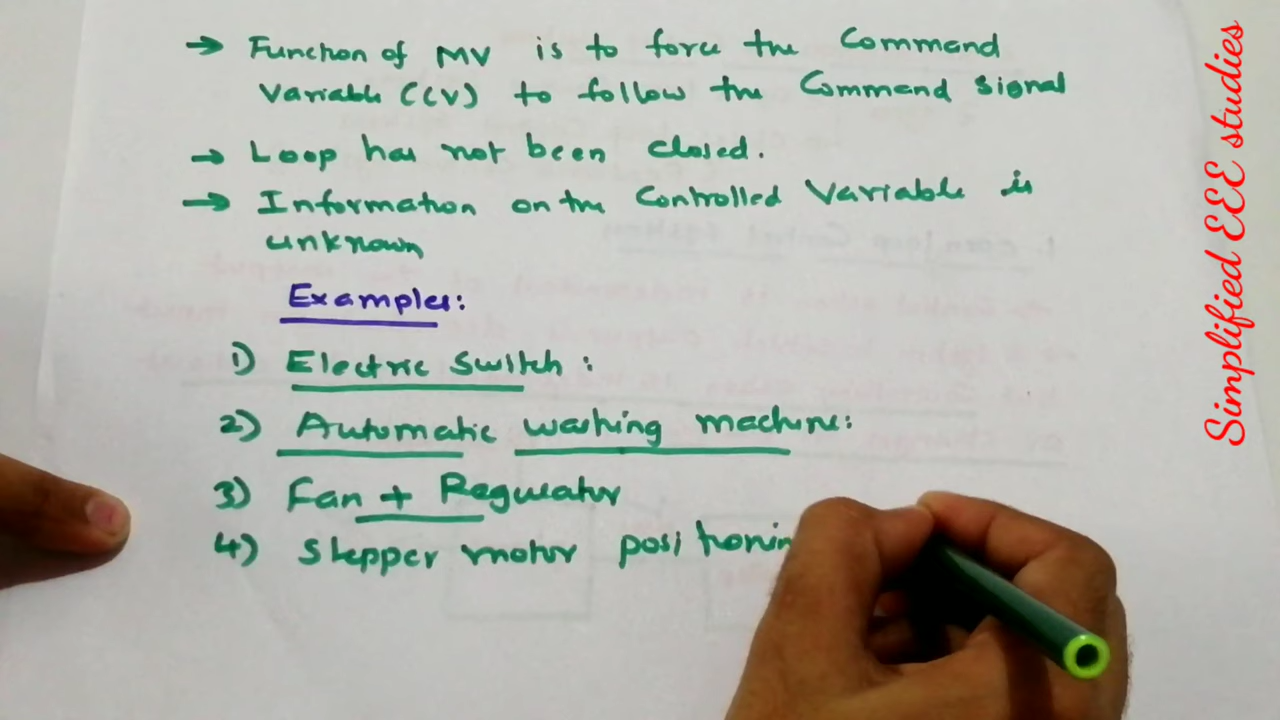 → Function of MV is to force the Command
Variable (CV) to follow the Command Signal
→ Loop has not been closed.
→ Information on the Controlled Variable is
unknown
Examples:
1) Electric Switch :
2) Automatic washing machine:
3) Fan + Regulator
4) Stepper motor positionin
Simplified EEE studies